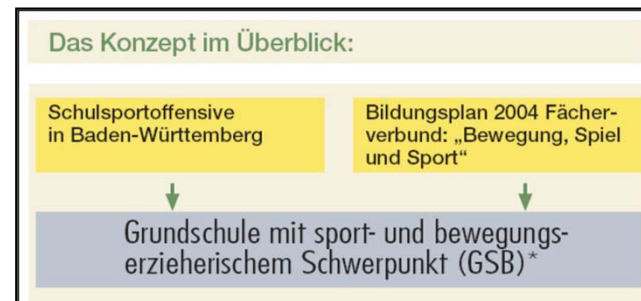 Das Konzept im Überblick:
Schulsportoffensive
in Baden-Württemberg
Bildungsplan 2004 Fächer-
verbund: „Bewegung, Spiel
und Sport“
Grundschule mit sport- und bewegungs-
erzieherischem Schwerpunkt (GSB)*